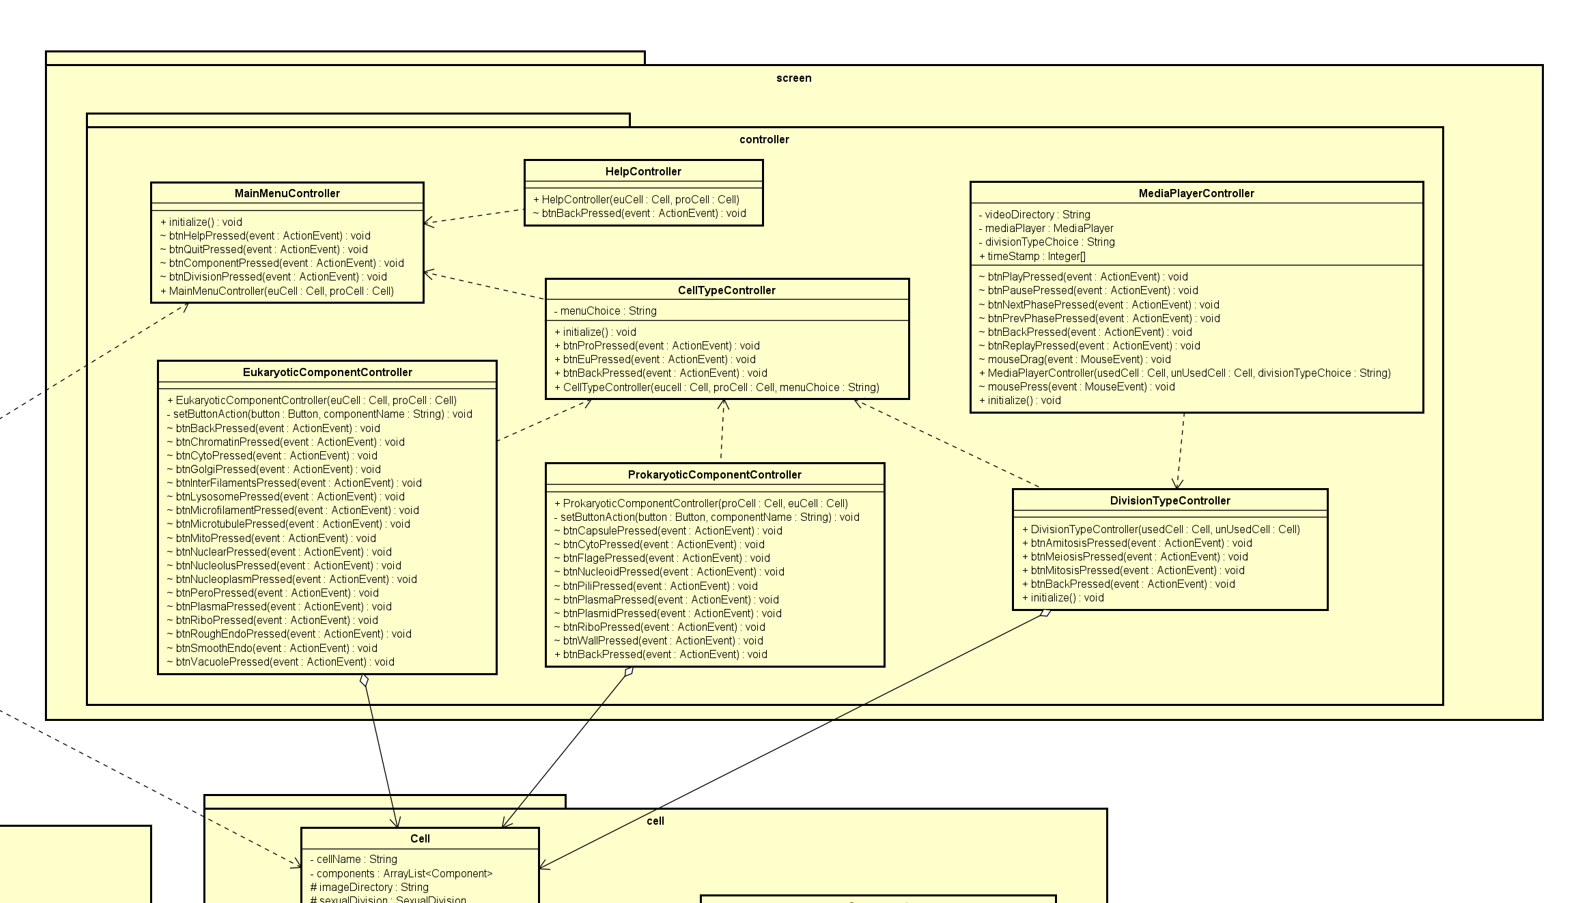 screen
controller
MainMenuController
+ initialize() : void
~ btnHelpPressed(event : ActionEvent) : void
~ btnQuitPressed(event : ActionEvent) : void
~ btnComponentPressed(event : ActionEvent) : void
~ btnDivisionPressed(event : ActionEvent) : void
+ MainMenuController(euCell : Cell, proCell : Cell)
HelpController
+ HelpController(euCell : Cell, proCell : Cell)
~ btnBackPressed(event : ActionEvent) : void
MediaPlayerController
- videoDirectory : String
- mediaPlayer : MediaPlayer
- divisionTypeChoice : String
+ timeStamp : Integer[]
~ btnPlayPressed(event : ActionEvent) : void
~ btnPausePressed(event : ActionEvent) : void
~ btnNextPhasePressed(event : ActionEvent) : void
~ btnPrevPhasePressed(event : ActionEvent) : void
~ btnBackPressed(event : ActionEvent) : void
~ btnReplayPressed(event : ActionEvent) : void
~ mouseDrag(event : MouseEvent) : void
+ MediaPlayerController(usedCell : Cell, unUsedCell : Cell, divisionTypeChoice : String)
~ mousePress(event : MouseEvent) : void
+ initialize() : void
CellTypeController
- menuChoice : String
+ initialize() : void
+ btnProPressed(event : ActionEvent) : void
+ btnEuPressed(event : ActionEvent) : void
+ btnBackPressed(event : ActionEvent) : void
+ CellTypeController(eucell : Cell, proCell : Cell, menuChoice : String)
EukaryoticComponentController
+ EukaryoticComponentController(euCell : Cell, proCell : Cell)
- setButtonAction(button : Button, componentName : String) : void
~ btnBackPressed(event : ActionEvent) : void
~ btnChromatinPressed(event : ActionEvent) : void
~ btnCytoPressed(event : ActionEvent) : void
~ btnGolgiPressed(event : ActionEvent) : void
~ btnInterFilamentsPressed(event : ActionEvent) : void
~ btnLysosomePressed(event : ActionEvent) : void
~ btnMicrofilamentPressed(event : ActionEvent) : void
~ btnMicrotubulePressed(event : ActionEvent) : void
~ btnMitoPressed(event : ActionEvent) : void
~ btnNuclearPressed(event : ActionEvent) : void
~ btnNucleolusPressed(event : ActionEvent) : void
~ btnNucleoplasmPressed(event : ActionEvent) : void
~ btnPeroPressed(event : ActionEvent) : void
~ btnPlasmaPressed(event : ActionEvent) : void
~ btnRiboPressed(event : ActionEvent) : void
~ btnRoughEndoPressed(event : ActionEvent) : void
~ btnSmoothEndo(event : ActionEvent) : void
~ btnVacuolePressed(event : ActionEvent) : void
ProkaryoticComponentController
+ ProkaryoticComponentController(proCell : Cell, euCell : Cell)
- setButtonAction(button : Button, componentName : String) : void
~ btnCapsulePressed(event : ActionEvent) : void
~ btnCytoPressed(event : ActionEvent) : void
~ btnFlagePressed(event : ActionEvent) : void
~ btnNucleoidPressed(event : ActionEvent) : void
~ btnPiliPressed(event : ActionEvent) : void
~ btnPlasmaPressed(event : ActionEvent) : void
~ btnPlasmidPressed(event : ActionEvent) : void
~ btnRiboPressed(event : ActionEvent) : void
~ btnWallPressed(event : ActionEvent) : void
+ btnBackPressed(event : ActionEvent) : void
DivisionTypeController
+ DivisionTypeController(usedCell : Cell, unUsedCell : Cell)
+ btnAmitosisPressed(event : ActionEvent) : void
+ btnMeiosisPressed(event : ActionEvent) : void
+ btnMitosisPressed(event : ActionEvent) : void
+ btnBackPressed(event : ActionEvent) : void
+ initialize() : void
cell
Cell
- cellName : String
- components : ArrayList<Component>
# imageDirectory : String
# sexualDivision : SexualDivision